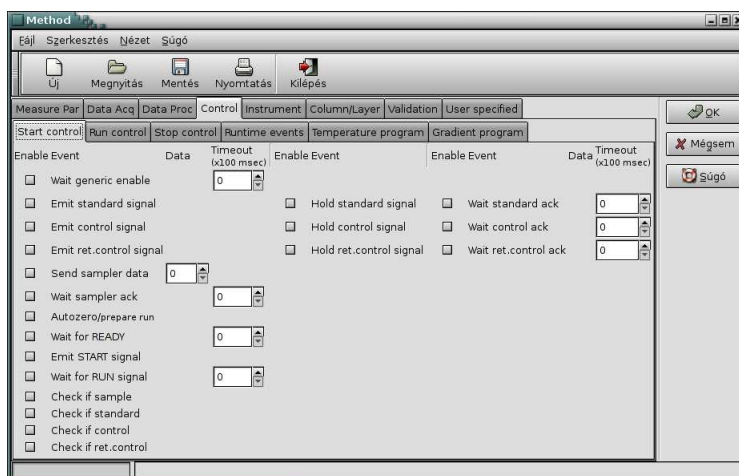 Method
Fájl Szerkesztés Nézet Súgó
Új Megnyitás Mentés Nyomtatás Kilépés
Measure Par Data Acq Data Proc Control Instrument Column/Layer Validation User specified
Start control Run control Stop control Runtime events Temperature program Gradient program
Enable Event Data Timeout (x100 msec) Enable Event Enable Event Data Timeout (x100 msec)
Wait generic enable 0
Emit standard signal Hold standard signal Wait standard ack 0
Emit control signal Hold control signal Wait control ack 0
Emit ret.control signal Hold ret.control signal Wait ret.control ack 0
Send sampler data 0
Wait sampler ack 0
Autozero/prepare run
Wait for READY 0
Emit START signal
Wait for RUN signal 0
Check if sample
Check if standard
Check if control
Check if ret.control
OK
Mégsem
Súgó